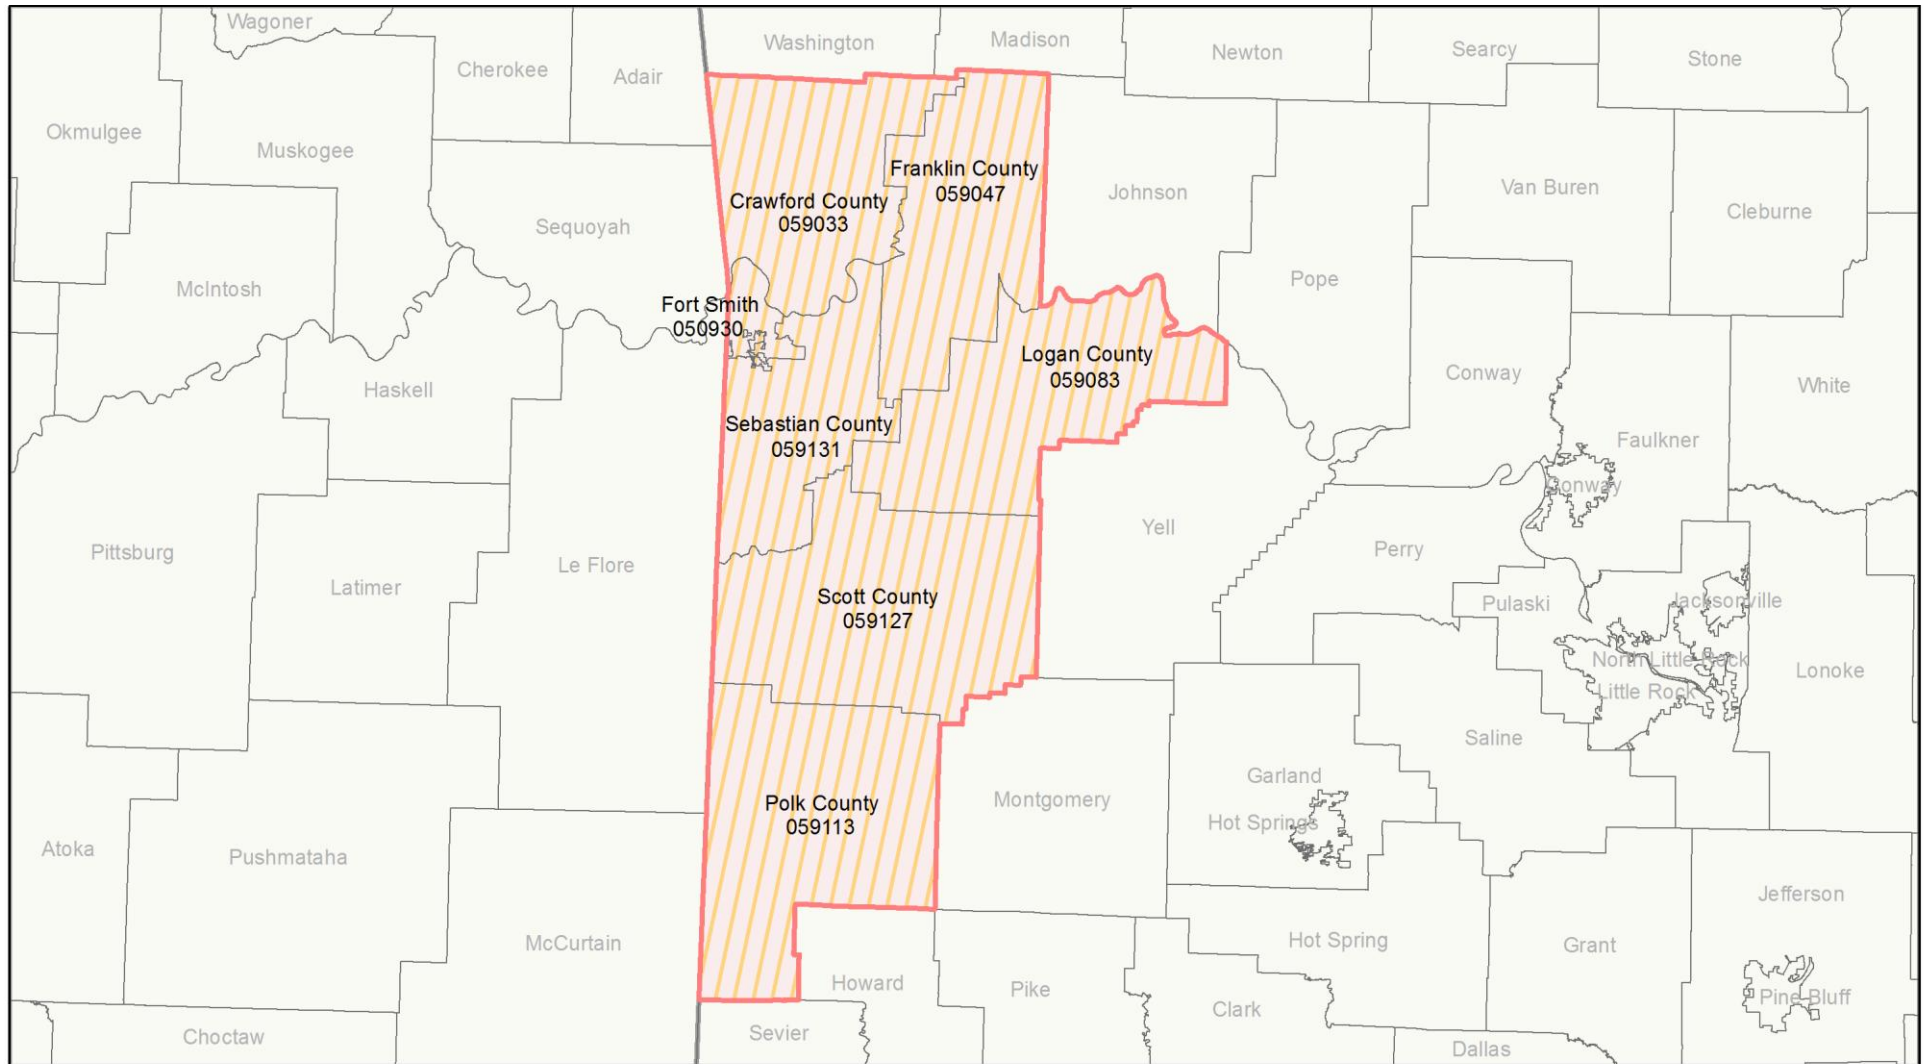 Wagoner
Washington
Madison
Newton
Searcy
Stone
Cherokee
Adair
Okmulgee
Muskogee
Franklin County
059047
Johnson
Van Buren
Cleburne
Crawford County
059033
Sequoyah
McIntosh
Pope
Fort Smith
050930
Logan County
059083
Conway
White
Haskell
Sebastian County
059131
Faulkner
Conway
Yell
Pittsburg
Latimer
Le Flore
Perry
Scott County
059127
Pulaski
Jacksonville
North Little Rock
Little Rock
Lonoke
Saline
Garland
Montgomery
Polk County
059113
Hot Springs
Atoka
Pushmataha
Jefferson
McCurtain
Hot Spring
Grant
Howard
Pike
Pine Bluff
Clark
Choctaw
Sevier
Dallas